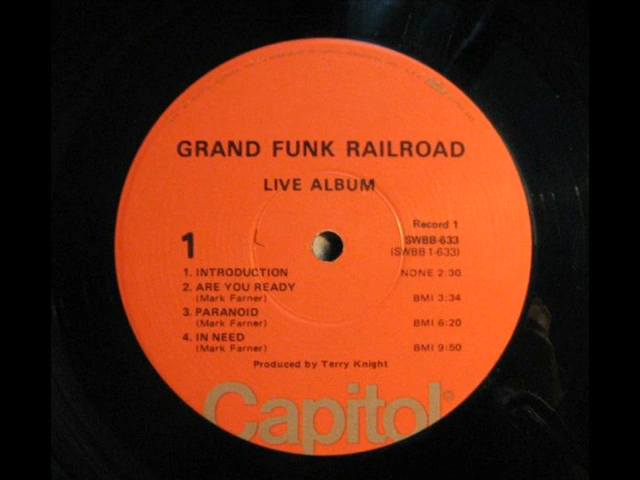 GRAND FUNK RAILROAD
LIVE ALBUM
Record 1
1
SWBB-633
(SWBB 1-633)
1. INTRODUCTION NONE 2:30
2. ARE YOU READY
(Mark Farner) BMI 3:34
3. PARANOID
(Mark Farner) BMI 6:20
4. IN NEED
(Mark Farner) BMI 9:50
Produced by Terry Knight
Capitol®